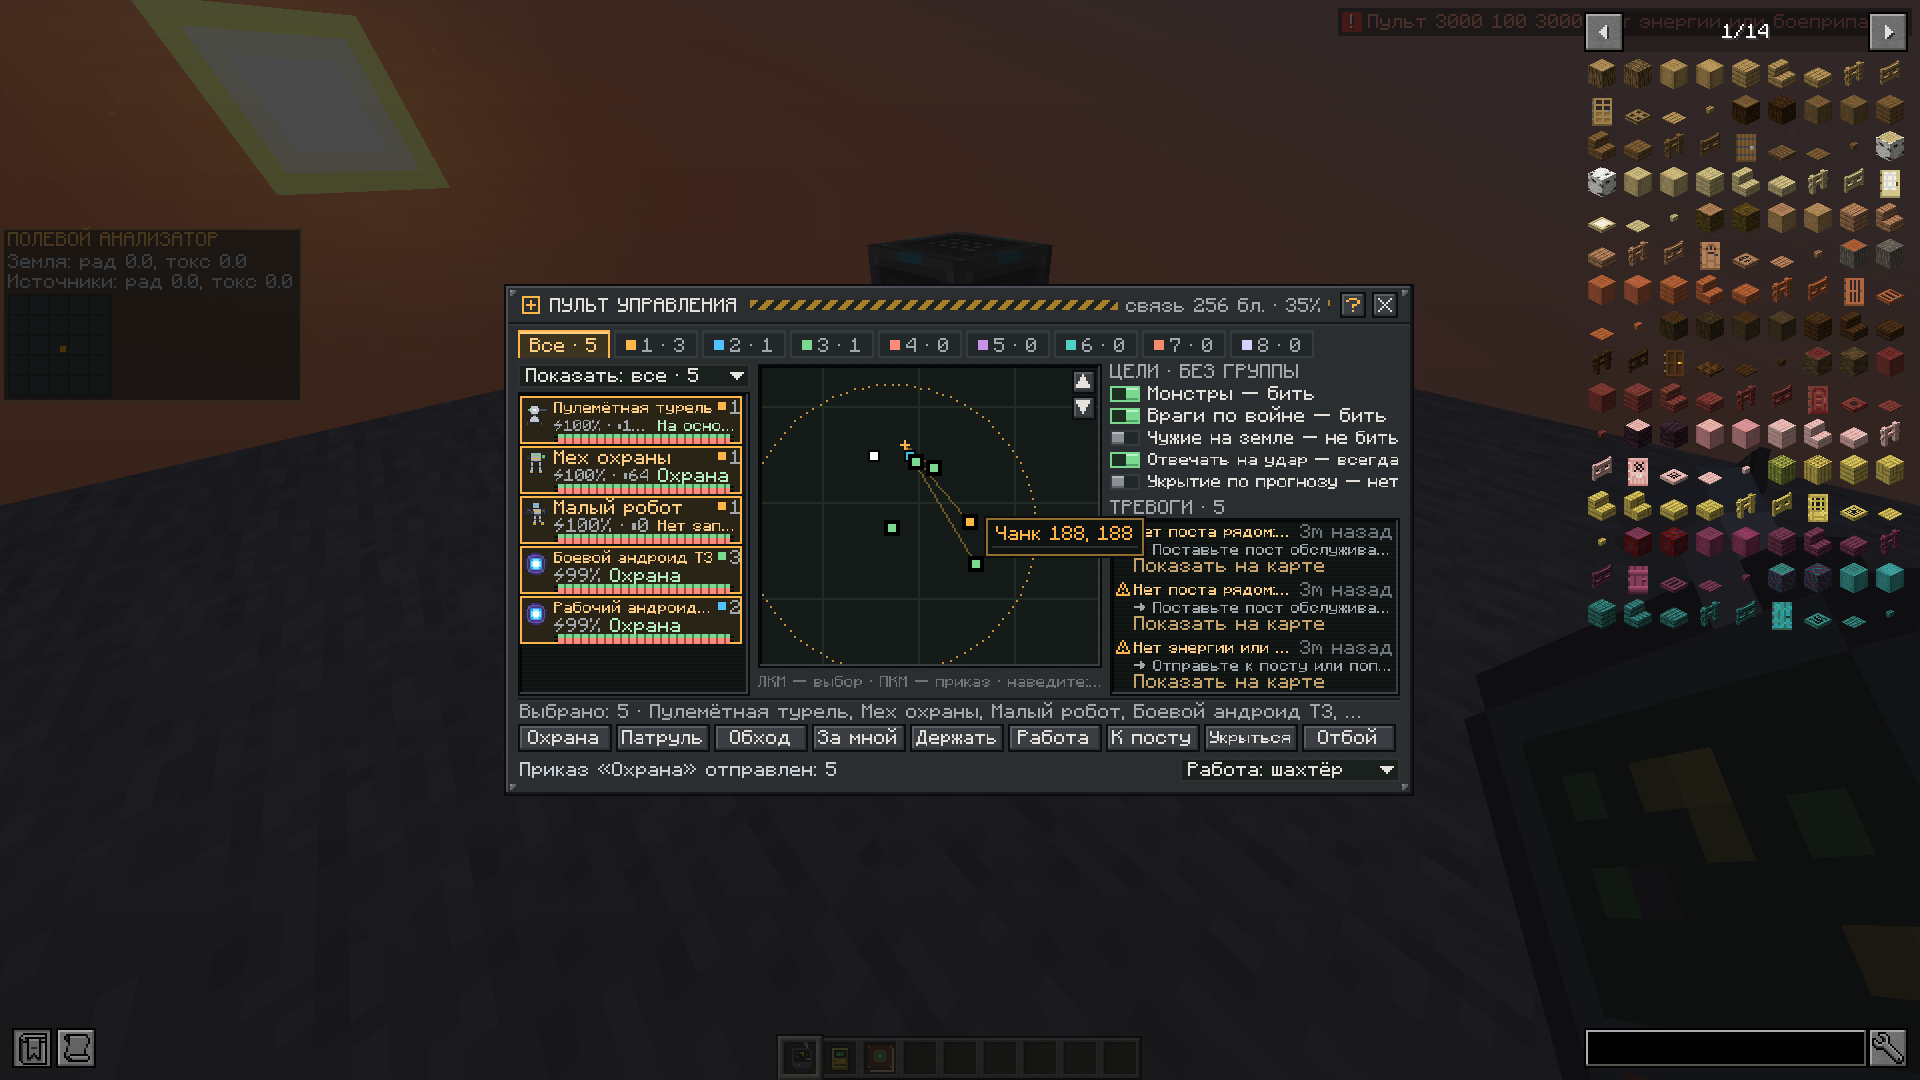 Пульт 3000 100 3000
г энергии или боеприпа
1/14
ПОЛЕВОЙ АНАЛИЗАТОР
Земля: рад 0.0, токс 0.0
Источники: рад 0.0, токс 0.0
ПУЛЬТ УПРАВЛЕНИЯ
связь 256 бл. · 35%
?
X
Все · 5
1 · 3
2 · 1
3 · 1
4 · 0
5 · 0
6 · 0
7 · 0
8 · 0
Показать: все · 5
Пулемётная турель 1
100% · 1... На осно...
Мех охраны 1
100% · 64 Охрана
Малый робот 1
100% · 0 Нет зап...
Боевой андроид Т3 3
99% Охрана
Рабочий андроид... 2
99% Охрана
Чанк 188, 188
ЛКМ — выбор · ПКМ — приказ · наведите:...
ЦЕЛИ · БЕЗ ГРУППЫ
Монстры — бить
Враги по войне — бить
Чужие на земле — не бить
Отвечать на удар — всегда
Укрытие по прогнозу — нет
ТРЕВОГИ · 5
ет поста рядом:... 3m назад
Поставьте пост обслужива...
Показать на карте
Нет поста рядом:... 3m назад
→ Поставьте пост обслужива...
Показать на карте
Нет энергии или ... 3m назад
→ Отправьте к посту или поп...
Показать на карте
Выбрано: 5 · Пулемётная турель, Мех охраны, Малый робот, Боевой андроид Т3, ...
Охрана
Патруль
Обход
За мной
Держать
Работа
К посту
Укрыться
Отбой
Приказ «Охрана» отправлен: 5
Работа: шахтёр